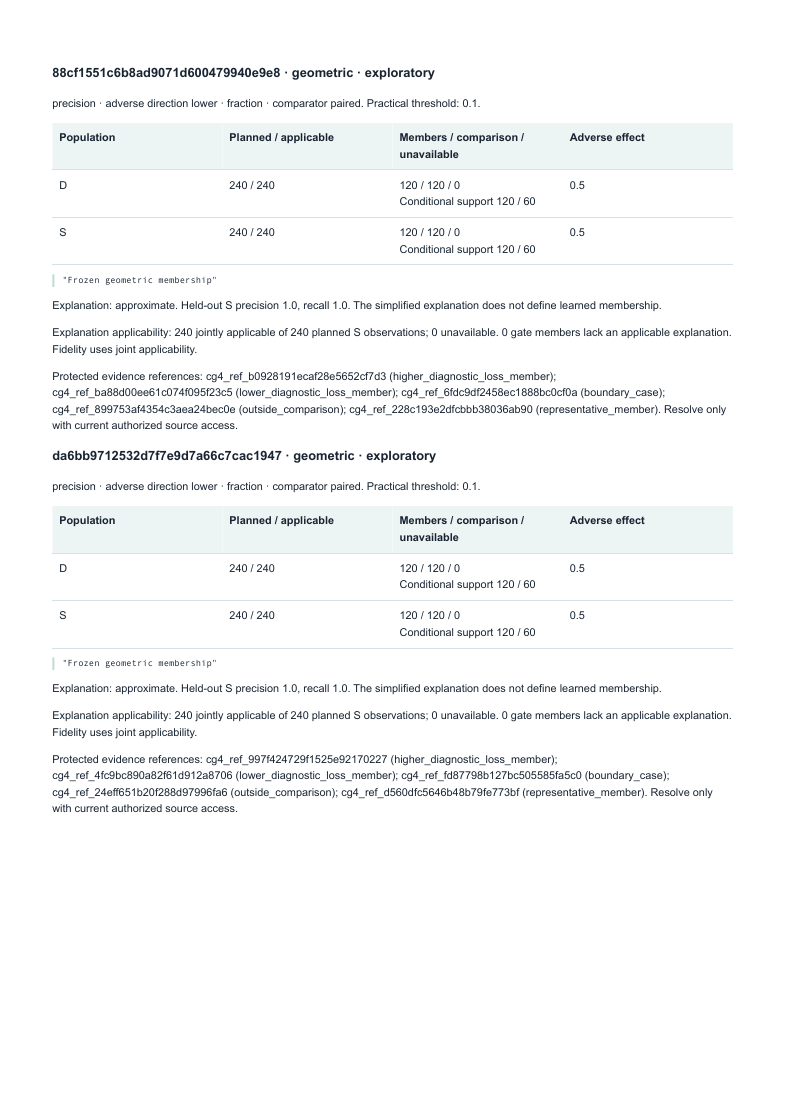 88cf1551c6b8ad9071d600479940e9e8 · geometric · exploratory
precision · adverse direction lower · fraction · comparator paired. Practical threshold: 0.1.
Population Planned / applicable Members / comparison / unavailable Adverse effect
D 240 / 240 120 / 120 / 0 0.5
Conditional support 120 / 60
S 240 / 240 120 / 120 / 0 0.5
Conditional support 120 / 60
"Frozen geometric membership"
Explanation: approximate. Held-out S precision 1.0, recall 1.0. The simplified explanation does not define learned membership.
Explanation applicability: 240 jointly applicable of 240 planned S observations; 0 unavailable. 0 gate members lack an applicable explanation.
Fidelity uses joint applicability.
Protected evidence references: cg4_ref_b0928191ecaf28e5652cf7d3 (higher_diagnostic_loss_member);
cg4_ref_ba88d00ee61c074f095f23c5 (lower_diagnostic_loss_member); cg4_ref_6fdc9df2458ec1888bc0cf0a (boundary_case);
cg4_ref_899753af4354c3aea24bec0e (outside_comparison); cg4_ref_228c193e2dfcbbb38036ab90 (representative_member). Resolve only
with current authorized source access.
da6bb9712532d7f7e9d7a66c7cac1947 · geometric · exploratory
precision · adverse direction lower · fraction · comparator paired. Practical threshold: 0.1.
Population Planned / applicable Members / comparison / unavailable Adverse effect
D 240 / 240 120 / 120 / 0 0.5
Conditional support 120 / 60
S 240 / 240 120 / 120 / 0 0.5
Conditional support 120 / 60
"Frozen geometric membership"
Explanation: approximate. Held-out S precision 1.0, recall 1.0. The simplified explanation does not define learned membership.
Explanation applicability: 240 jointly applicable of 240 planned S observations; 0 unavailable. 0 gate members lack an applicable explanation.
Fidelity uses joint applicability.
Protected evidence references: cg4_ref_997f424729f1525e92170227 (higher_diagnostic_loss_member);
cg4_ref_4fc9bc890a82f61d912a8706 (lower_diagnostic_loss_member); cg4_ref_fd87798b127bc505585fa5c0 (boundary_case);
cg4_ref_24eff651b20f288d97996fa6 (outside_comparison); cg4_ref_d560dfc5646b48b79fe773bf (representative_member). Resolve only
with current authorized source access.